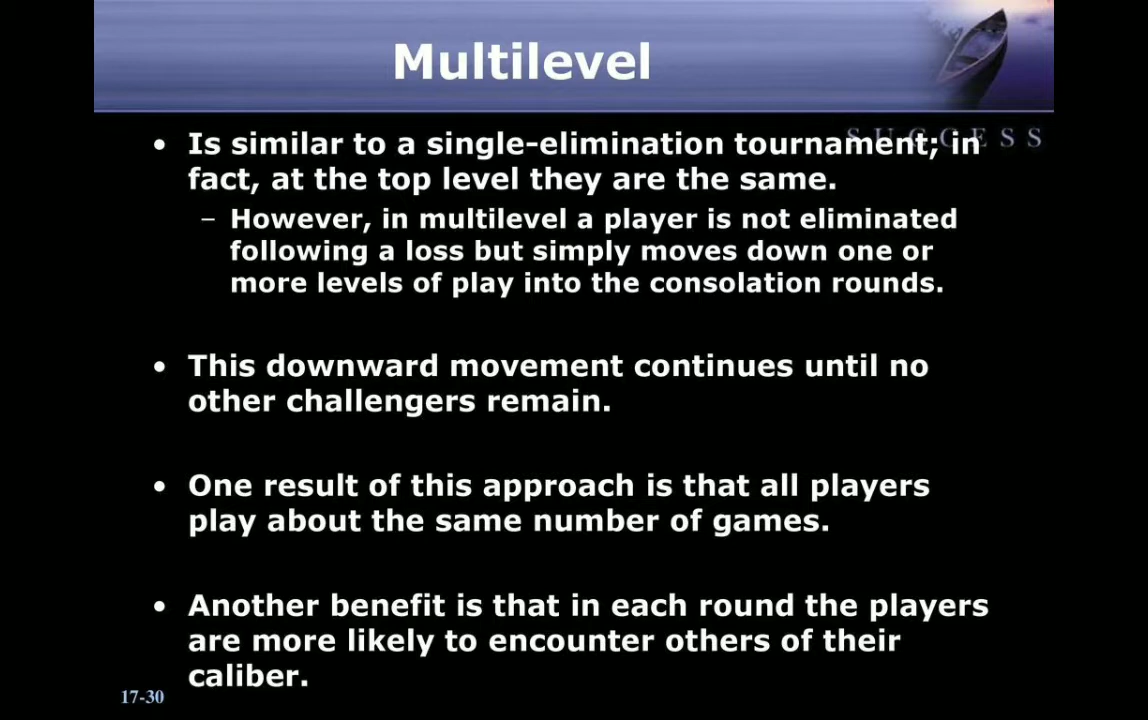 Multilevel
SUCCESS
• Is similar to a single-elimination tournament; in
fact, at the top level they are the same.
– However, in multilevel a player is not eliminated
following a loss but simply moves down one or
more levels of play into the consolation rounds.
• This downward movement continues until no
other challengers remain.
• One result of this approach is that all players
play about the same number of games.
• Another benefit is that in each round the players
are more likely to encounter others of their
caliber.
17-30